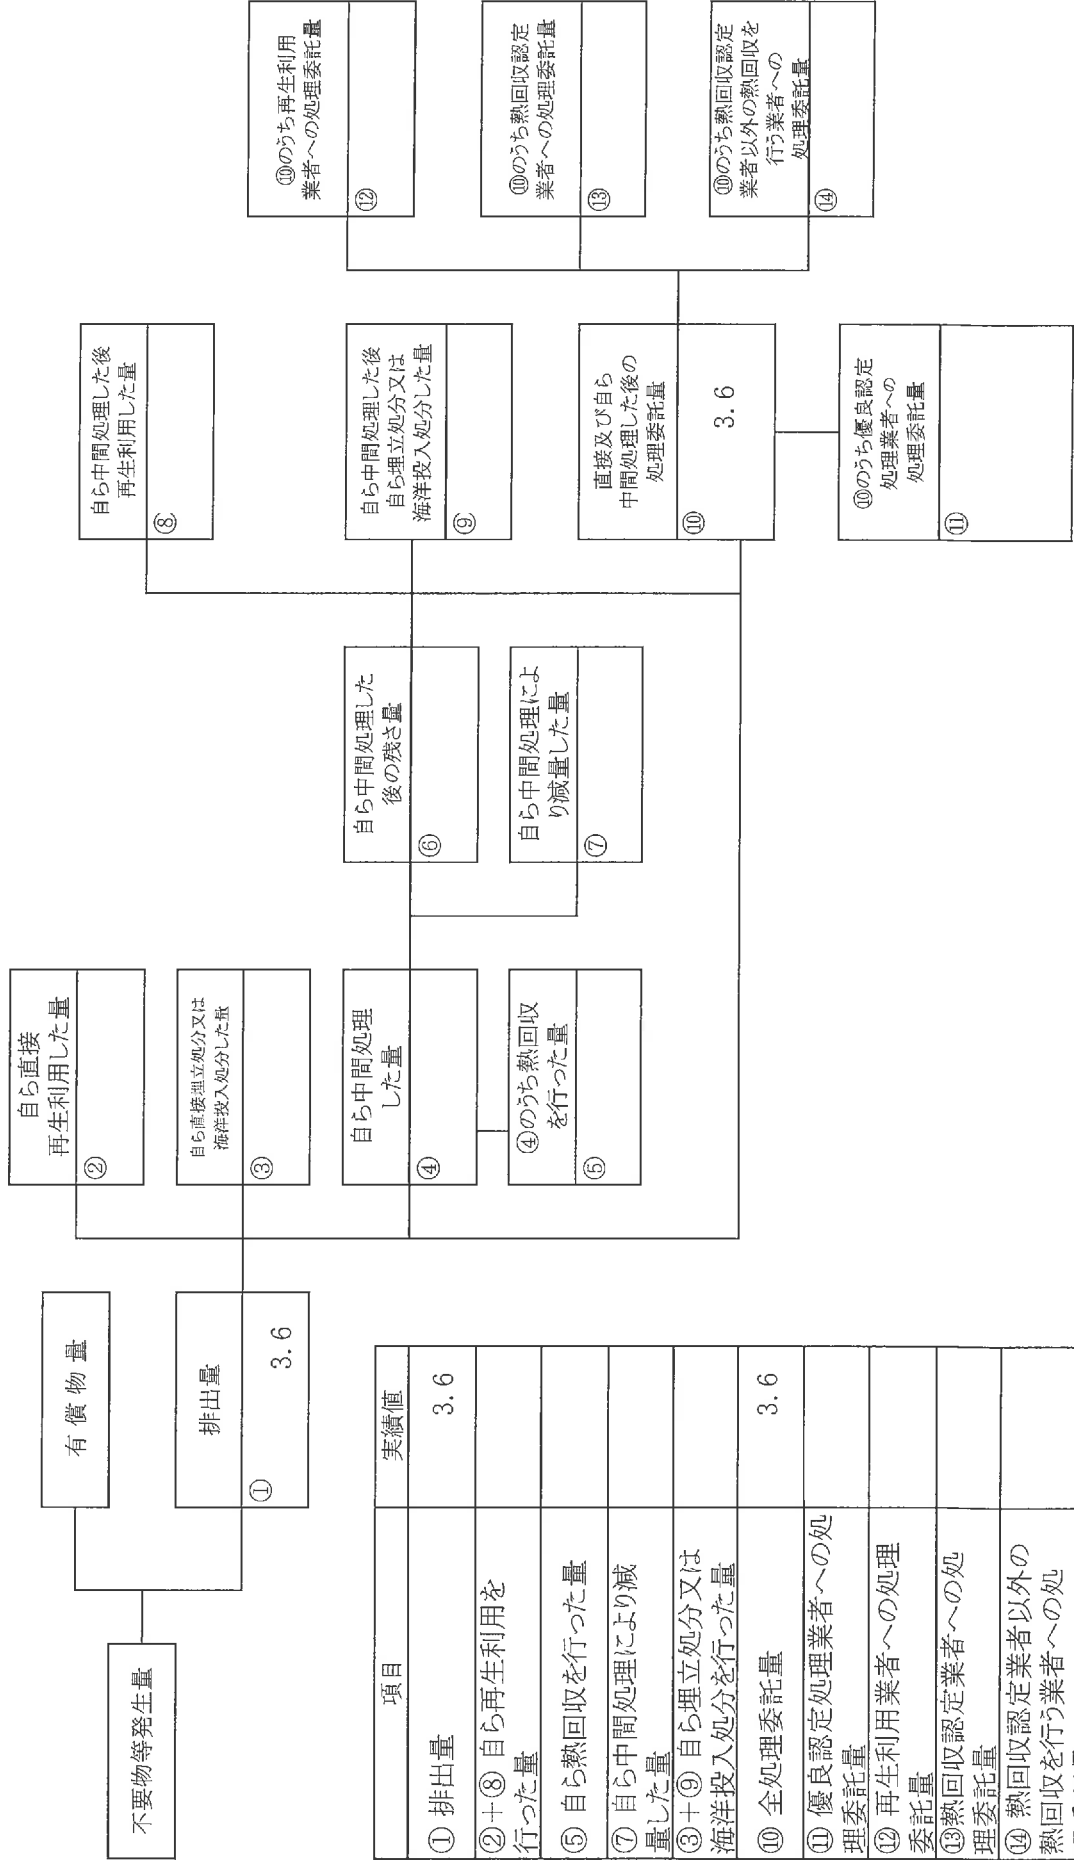 不要物等発生量
有償物量
排出量
①
3.6
自ら直接
再生利用した量
②
自ら直接埋立処分又は
海洋投入処分した量
③
自ら中間処理
した量
④
④のうち熱回収
を行った量
⑤
自ら中間処理した
後の残さ量
⑥
自ら中間処理によ
り減量した量
⑦
自ら中間処理した後
再生利用した量
⑧
自ら中間処理した後
自ら埋立処分又は
海洋投入処分した量
⑨
直接及び自ら
中間処理した後の
処理委託量
⑩
3.6
⑩のうち優良認定
処理業者への
処理委託量
⑪
⑩のうち再生利用
業者への処理委託量
⑫
⑩のうち熱回収認定
業者への処理委託量
⑬
⑩のうち熱回収認定
業者以外の熱回収を
行う業者への
処理委託量
⑭
項目 実績値
① 排出量 3.6
②+⑧ 自ら再生利用を
行った量
⑤ 自ら熱回収を行った量
⑦ 自ら中間処理により減
量した量
③+⑨ 自ら埋立処分又は
海洋投入処分を行った量
⑩ 全処理委託量 3.6
⑪ 優良認定処理業者への処
理委託量
⑫ 再生利用業者への処理
委託量
⑬熱回収認定業者への処
理委託量
⑭ 熱回収認定業者以外の
熱回収を行う業者への処